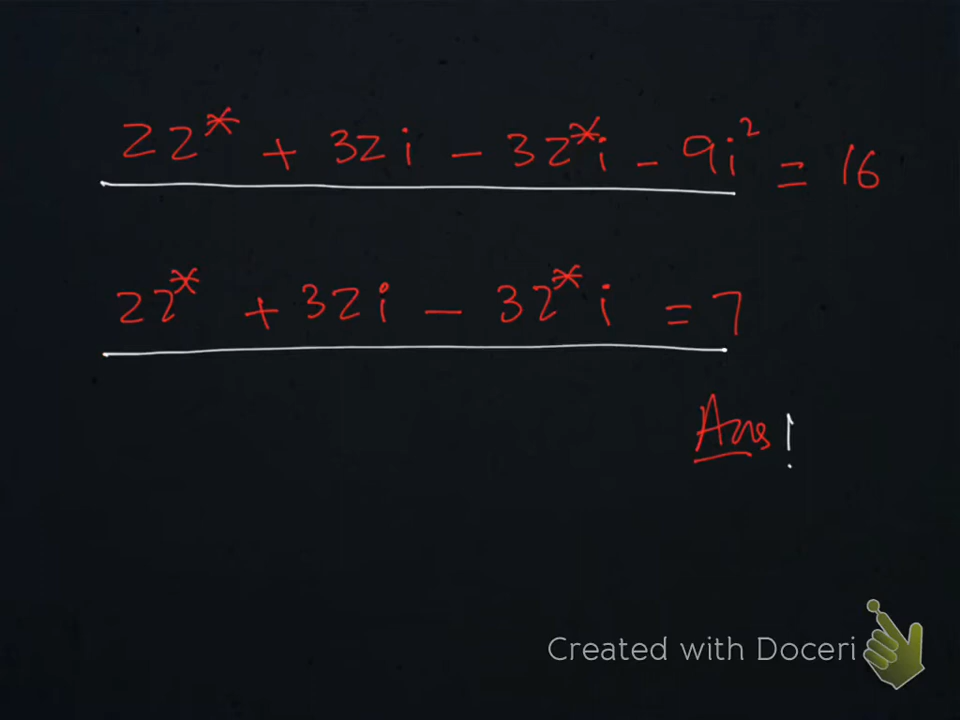 zz* + 3zi - 3z*i - 9i² = 16
zz* + 3zi - 3z*i = 7
Ans!
Created with Doceri